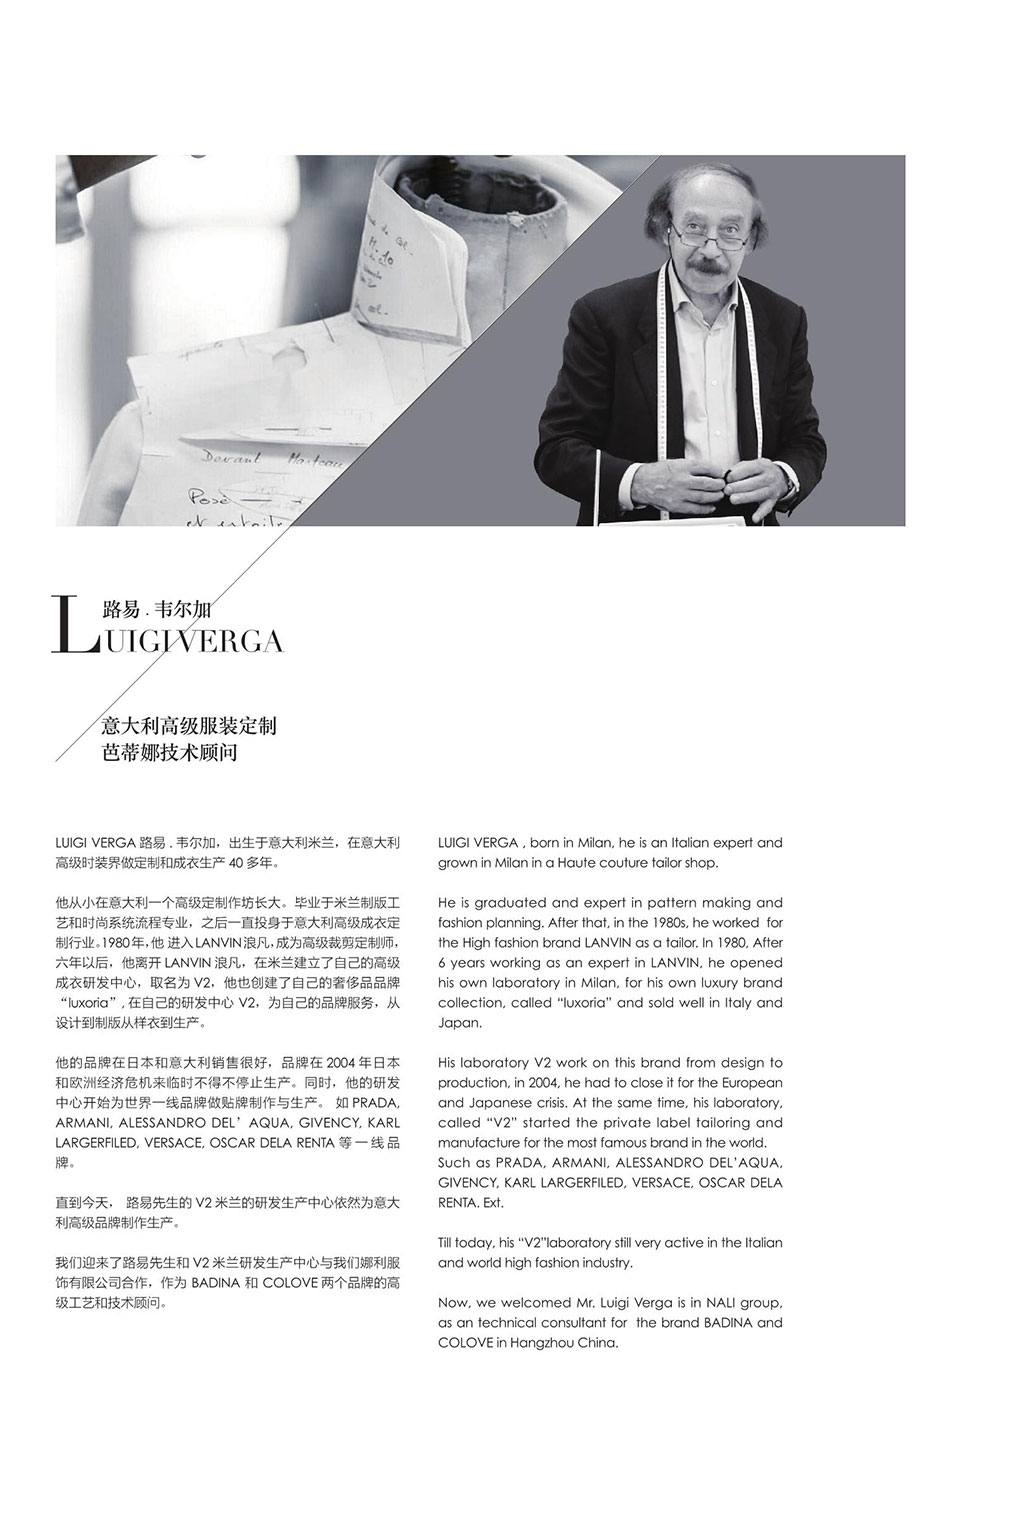 Devant Manteau
Posé
M.10
路易 . 韦尔加
LUIGI VERGA
意大利高级服装定制
芭蒂娜技术顾问
LUIGI VERGA 路易 . 韦尔加，出生于意大利米兰，在意大利
高级时装界做定制和成衣生产 40 多年。
他从小在意大利一个高级定制作坊长大。毕业于米兰制版工
艺和时尚系统流程专业，之后一直投身于意大利高级成衣定
制行业。1980 年，他 进入 LANVIN 浪凡，成为高级裁剪定制师，
六年以后，他离开 LANVIN 浪凡，在米兰建立了自己的高级
成衣研发中心，取名为 V2，他也创建了自己的奢侈品品牌
“luxoria”, 在自己的研发中心 V2，为自己的品牌服务，从
设计到制版从样衣到生产。
他的品牌在日本和意大利销售很好，品牌在 2004 年日本
和欧洲经济危机来临时不得不停止生产。同时，他的研发
中心开始为世界一线品牌做贴牌制作与生产。 如 PRADA,
ARMANI, ALESSANDRO DEL’AQUA, GIVENCY, KARL
LARGERFILED, VERSACE, OSCAR DELA RENTA 等一线品
牌。
直到今天， 路易先生的 V2 米兰的研发生产中心依然为意大
利高级品牌制作生产。
我们迎来了路易先生和 V2 米兰研发生产中心与我们娜利服
饰有限公司合作，作为 BADINA 和 COLOVE 两个品牌的高
级工艺和技术顾问。
LUIGI VERGA , born in Milan, he is an Italian expert and
grown in Milan in a Haute couture tailor shop.
He is graduated and expert in pattern making and
fashion planning. After that, in the 1980s, he worked for
the High fashion brand LANVIN as a tailor. In 1980, After
6 years working as an expert in LANVIN, he opened
his own laboratory in Milan, for his own luxury brand
collection, called “luxoria” and sold well in Italy and
Japan.
His laboratory V2 work on this brand from design to
production, in 2004, he had to close it for the European
and Japanese crisis. At the same time, his laboratory,
called “V2” started the private label tailoring and
manufacture for the most famous brand in the world.
Such as PRADA, ARMANI, ALESSANDRO DEL’AQUA,
GIVENCY, KARL LARGERFILED, VERSACE, OSCAR DELA
RENTA. Ext.
Till today, his “V2”laboratory still very active in the Italian
and world high fashion industry.
Now, we welcomed Mr. Luigi Verga is in NALI group,
as an technical consultant for the brand BADINA and
COLOVE in Hangzhou China.